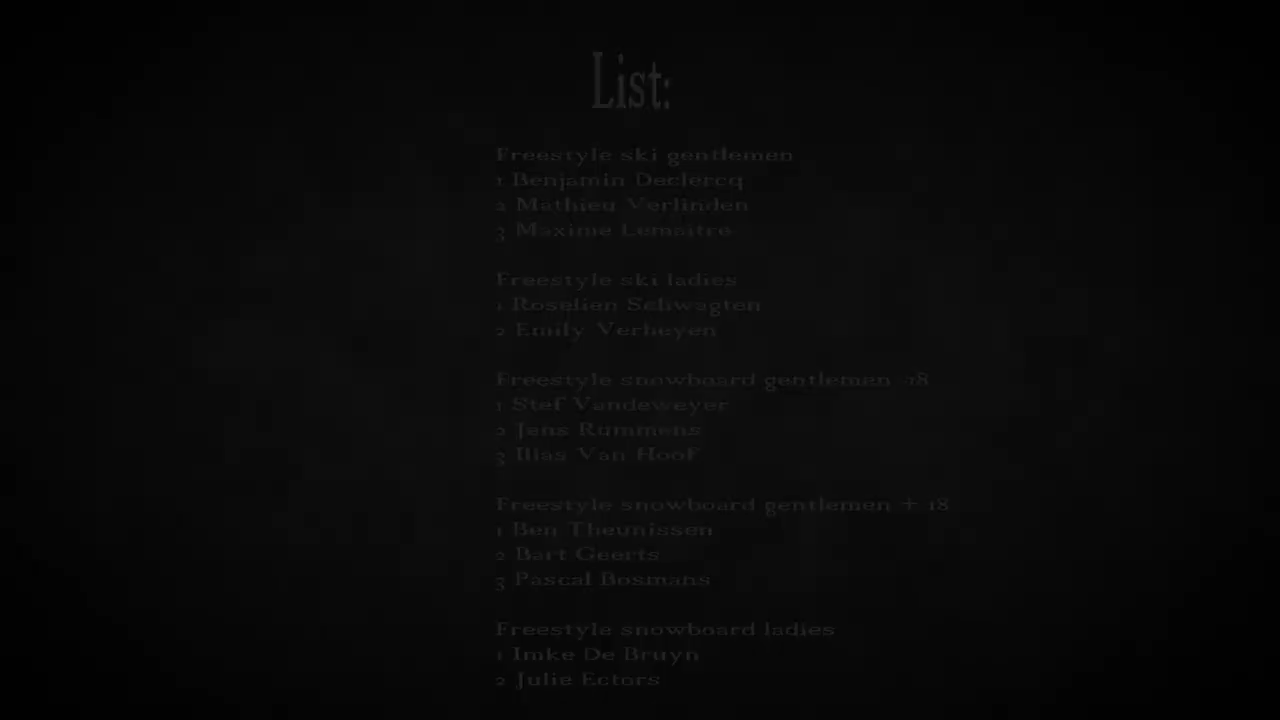 List:
Freestyle ski gentlemen
1 Benjamin Declercq
2 Mathieu Verlinden
3 Maxime Lemaitre
Freestyle ski ladies
1 Roselien Schwagten
2 Emily Verheyen
Freestyle snowboard gentlemen -18
1 Stef Vandeweyer
2 Jens Rummens
3 Illas Van Hoof
Freestyle snowboard gentlemen + 18
1 Ben Theunissen
2 Bart Geerts
3 Pascal Bosmans
Freestyle snowboard ladies
1 Imke De Bruyn
2 Julie Ectors